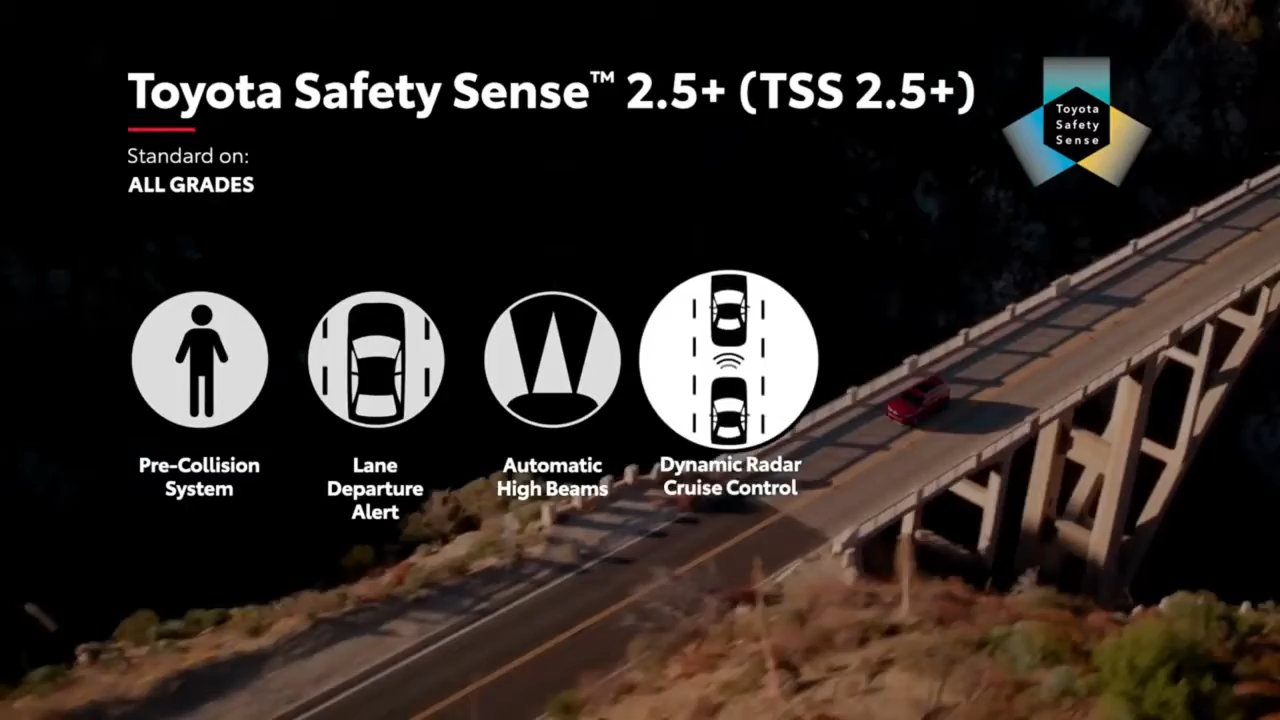 Toyota Safety Sense™ 2.5+ (TSS 2.5+)
Toyota
Safety
Sense
Standard on:
ALL GRADES
Pre-Collision
System
Lane
Departure
Alert
Automatic
High Beams
Dynamic Radar
Cruise Control